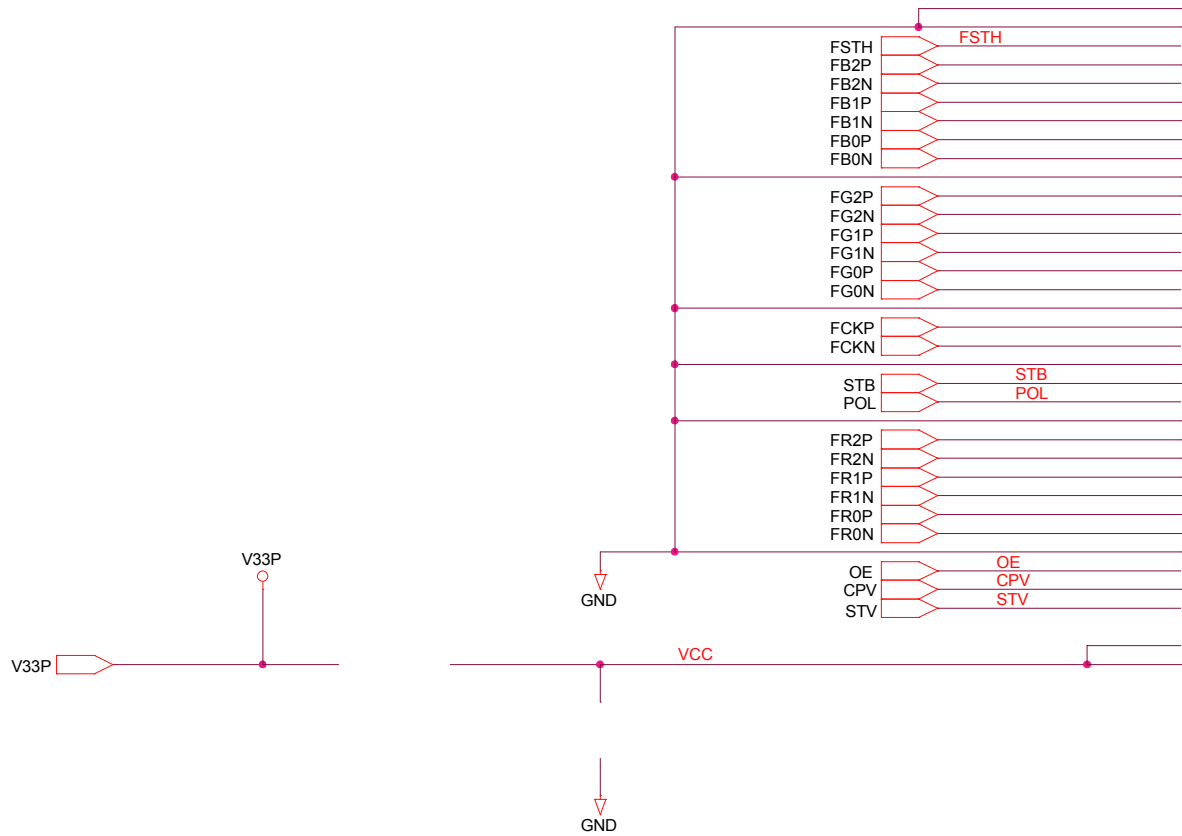 FSTH FSTH
FB2P
FB2N
FB1P
FB1N
FB0P
FB0N
FG2P
FG2N
FG1P
FG1N
FG0P
FG0N
FCKP
FCKN
STB STB
POL POL
FR2P
FR2N
FR1P
FR1N
FR0P
FR0N
V33P
GND
OE OE
CPV CPV
STV STV
V33P
VCC
GND